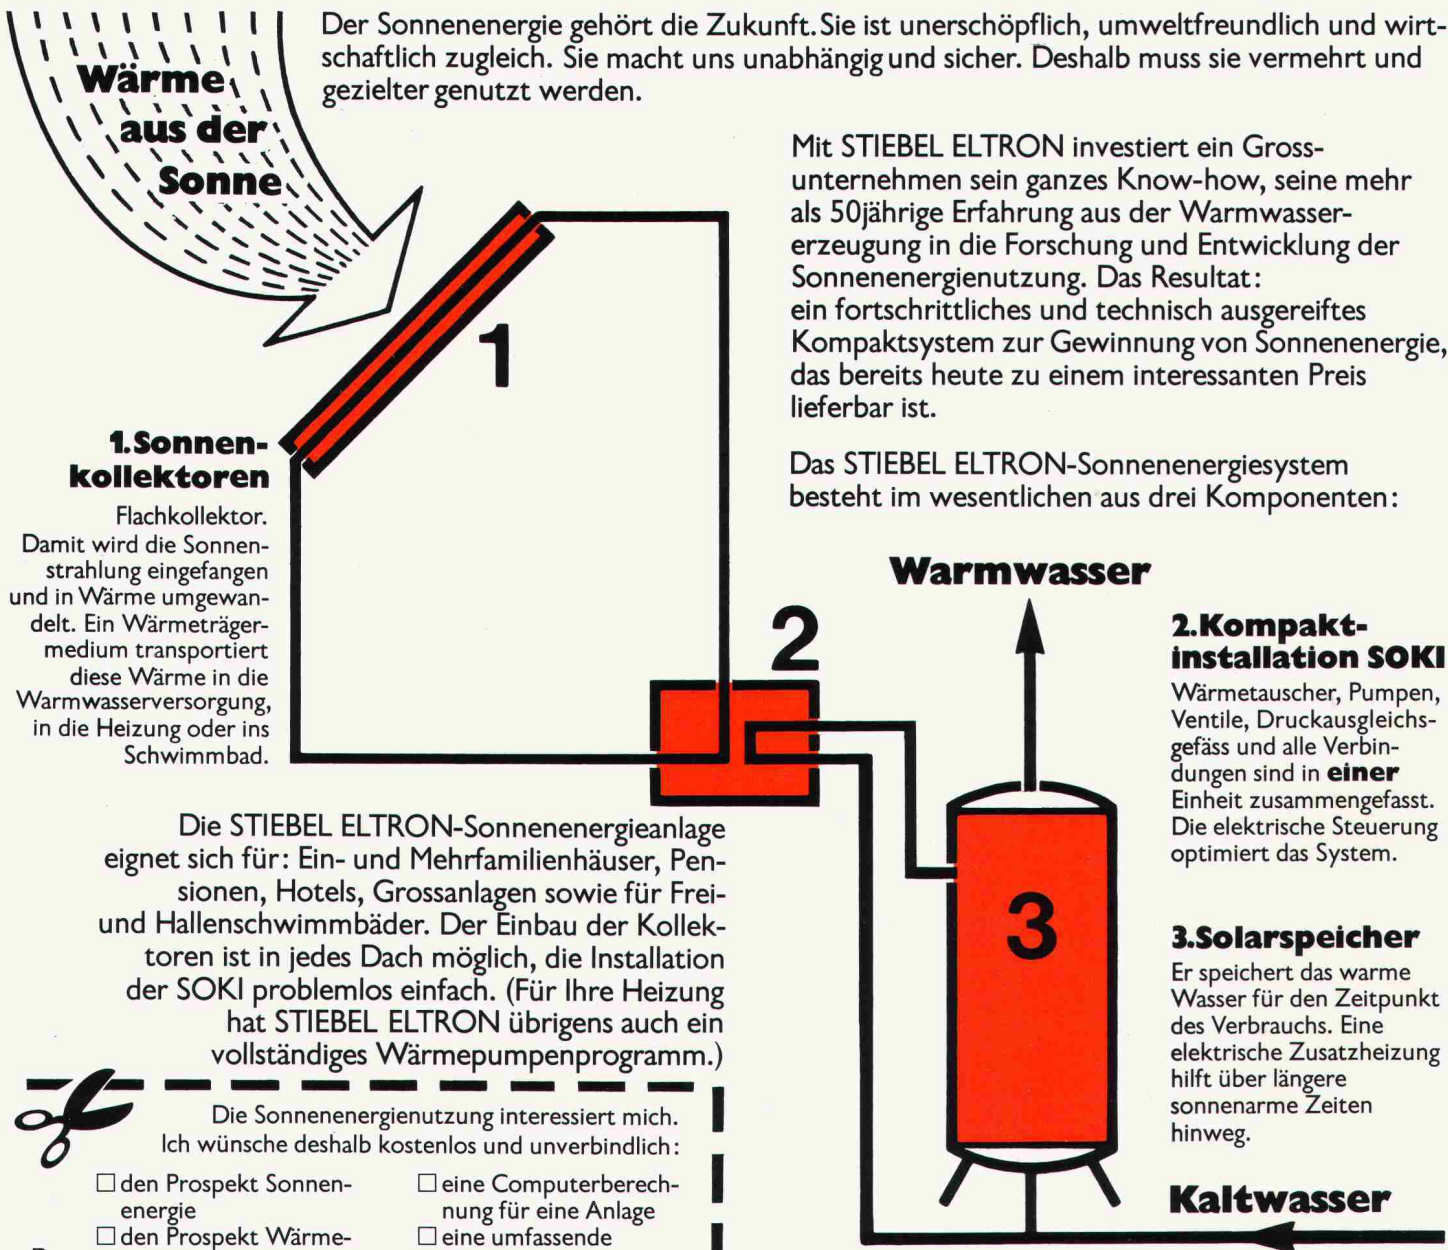 Der Sonnenenergie gehört die Zukunft. Sie ist unerschöpflich, umweltfreundlich und wirt-
schaftlich zugleich. Sie macht uns unabhängig und sicher. Deshalb muss sie vermehrt und
gezielter genutzt werden.
Wärme
aus der
Sonne
Mit STIEBEL ELTRON investiert ein Gross-
unternehmen sein ganzes Know-how, seine mehr
als 50jährige Erfahrung aus der Warmwasser-
erzeugung in die Forschung und Entwicklung der
Sonnenenergienutzung. Das Resultat:
ein fortschrittliches und technisch ausgereiftes
Kompaktsystem zur Gewinnung von Sonnenenergie,
das bereits heute zu einem interessanten Preis
lieferbar ist.
Das STIEBEL ELTRON-Sonnenenergiesystem
besteht im wesentlichen aus drei Komponenten:
1
1. Sonnen-
kollektoren
Flachkollektor.
Damit wird die Sonnen-
strahlung eingefangen
und in Wärme umgewan-
delt. Ein Wärmeträger-
medium transportiert
diese Wärme in die
Warmwasserversorgung,
in die Heizung oder ins
Schwimmbad.
2
Warmwasser
2. Kompakt-
installation SOKI
Wärmetauscher, Pumpen,
Ventile, Druckausgleichs-
gefäss und alle Verbin-
dungen sind in einer
Einheit zusammengefasst.
Die elektrische Steuerung
optimiert das System.
3
3. Solarspeicher
Er speichert das warme
Wasser für den Zeitpunkt
des Verbrauchs. Eine
elektrische Zusatzheizung
hilft über längere
sonnenarme Zeiten
hinweg.
Kaltwasser
Die STIEBEL ELTRON-Sonnenenergieanlage
eignet sich für: Ein- und Mehrfamilienhäuser, Pen-
sionen, Hotels, Grossanlagen sowie für Frei-
und Hallenschwimmbäder. Der Einbau der Kollek-
toren ist in jedes Dach möglich, die Installation
der SOKI problemlos einfach. (Für Ihre Heizung
hat STIEBEL ELTRON übrigens auch ein
vollständiges Wärmepumpenprogramm.)
Die Sonnenenergienutzung interessiert mich.
Ich wünsche deshalb kostenlos und unverbindlich:
☐ den Prospekt Sonnen-
energie
☐ den Prospekt Wärme-
☐ eine Computerberech-
nung für eine Anlage
☐ eine umfassende